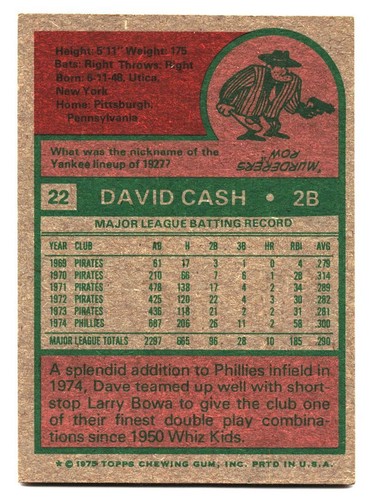 Height: 5'11" Weight: 175
Bats: Right Throws: Right
Born: 6-11-48, Utica,
New York
Home: Pittsburgh,
Pennsylvania
What was the nickname of the
Yankee lineup of 1927?
"MURDERERS
ROW"
22 DAVID CASH • 2B
MAJOR LEAGUE BATTING RECORD
YEAR CLUB AB H 2B 3B HR RBI AVG.
1969 PIRATES 61 17 3 1 0 4 .279
1970 PIRATES 210 66 7 6 1 28 .314
1971 PIRATES 478 138 17 4 2 34 .289
1972 PIRATES 425 120 22 4 3 30 .282
1973 PIRATES 436 118 21 2 2 31 .271
1974 PHILLIES 687 206 26 11 2 58 .300
MAJOR LEAGUE TOTALS 2297 665 96 28 10 185 .290
A splendid addition to Phillies infield in
1974, Dave teamed up well with short-
stop Larry Bowa to give the club one
of their finest double play combina-
tions since 1950 Whiz Kids.
* © 1975 TOPPS CHEWING GUM, INC. PRTD IN U.S.A.